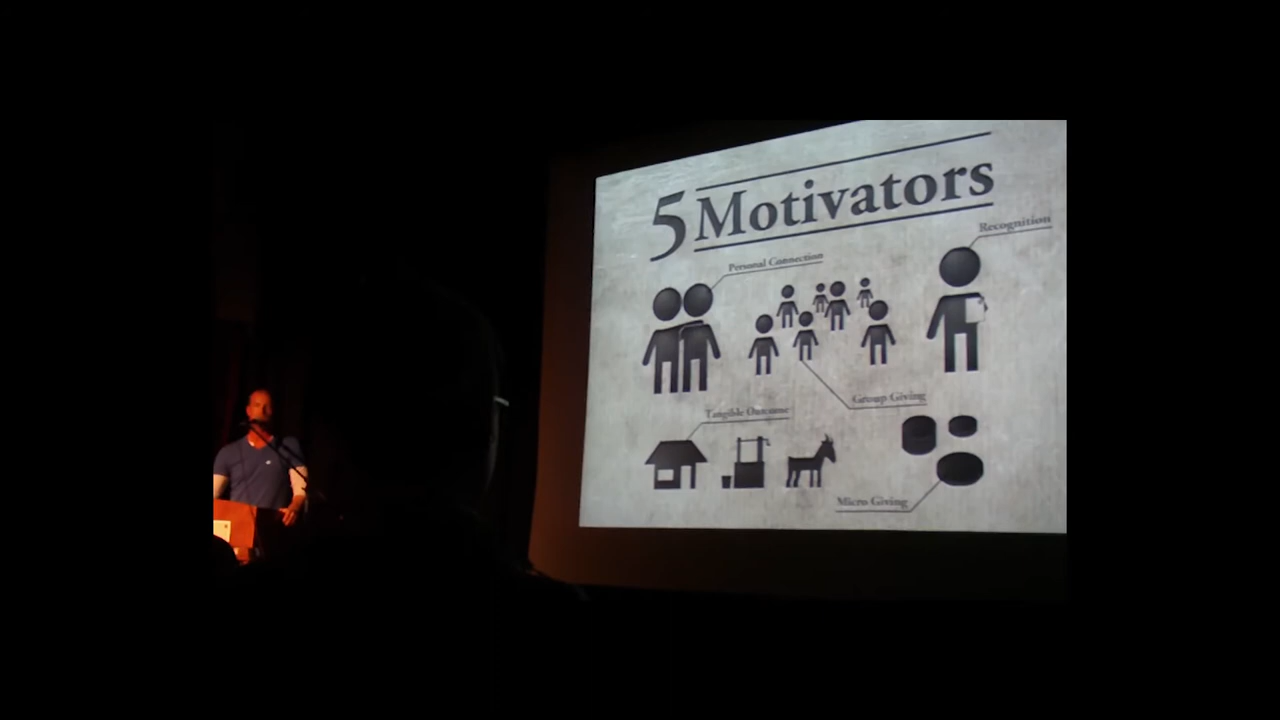 5 Motivators
Recognition
Personal Connection
Group Giving
Tangible Outcome
Micro Giving